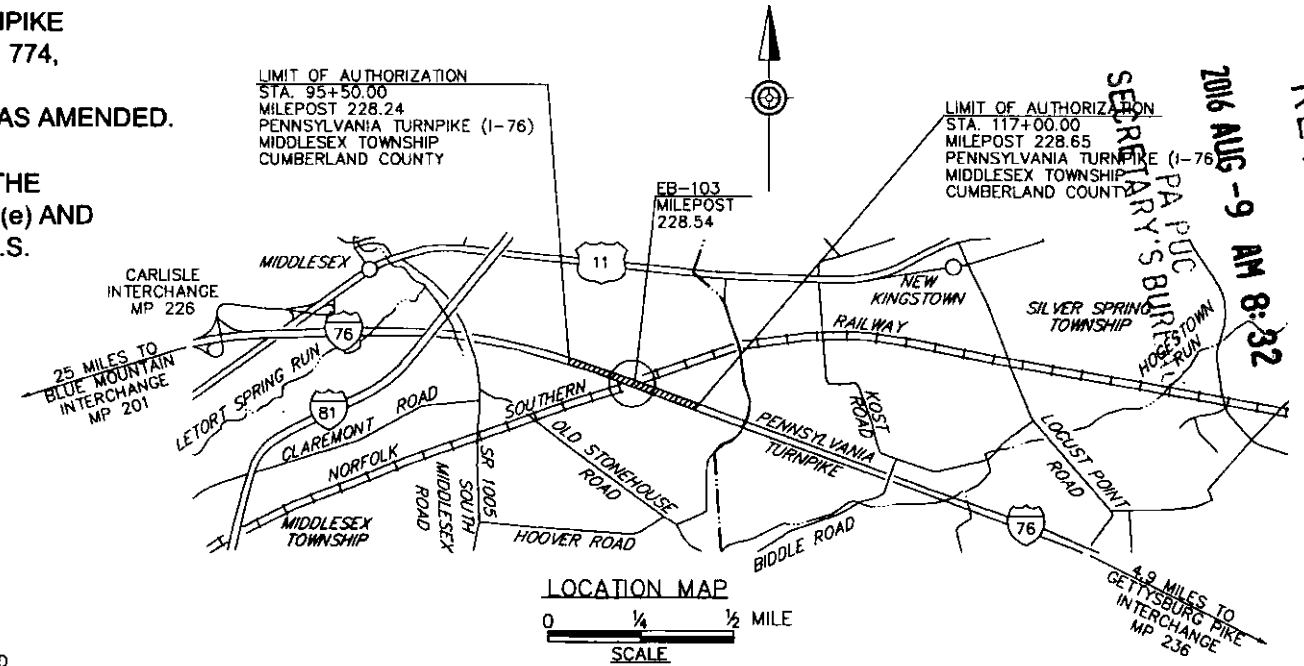 NPIKE
774,
AS AMENDED.
THE
(e) AND
.S.
LIMIT OF AUTHORIZATION
STA. 95+50.00
MILEPOST 228.24
PENNSYLVANIA TURNPIKE (I-76)
MIDDLESEX TOWNSHIP
CUMBERLAND COUNTY
EB-103
MILEPOST
228.54
LIMIT OF AUTHORIZATION
STA. 117+00.00
MILEPOST 228.65
PENNSYLVANIA TURNPIKE (I-76)
MIDDLESEX TOWNSHIP
CUMBERLAND COUNTY
2016 AUG -9 AM 8:32
PA PUC
SECRETARY'S BURE
CARLISLE
INTERCHANGE
MP 226
MIDDLESEX
11
NEW
KINGSTOWN
SILVER SPRING
TOWNSHIP
HOGESTOWN
RUN
76
RAILWAY
25 MILES TO
BLUE MOUNTAIN
INTERCHANGE
MP 201
LETORT SPRING RUN
81
CLAREMONT ROAD
NORFOLK SOUTHERN
OLD STONEHOUSE
ROAD
SR 1005
SOUTH
MIDDLESEX
ROAD
MIDDLESEX
TOWNSHIP
HOOVER ROAD
PENNSYLVANIA
TURNPIKE
KOST
ROAD
LOCUST POINT
ROAD
BIDDLE ROAD
76
4.9 MILES TO
GETTYSBURG PIKE
INTERCHANGE
MP 236
LOCATION MAP
0 1/4 1/2 MILE
SCALE